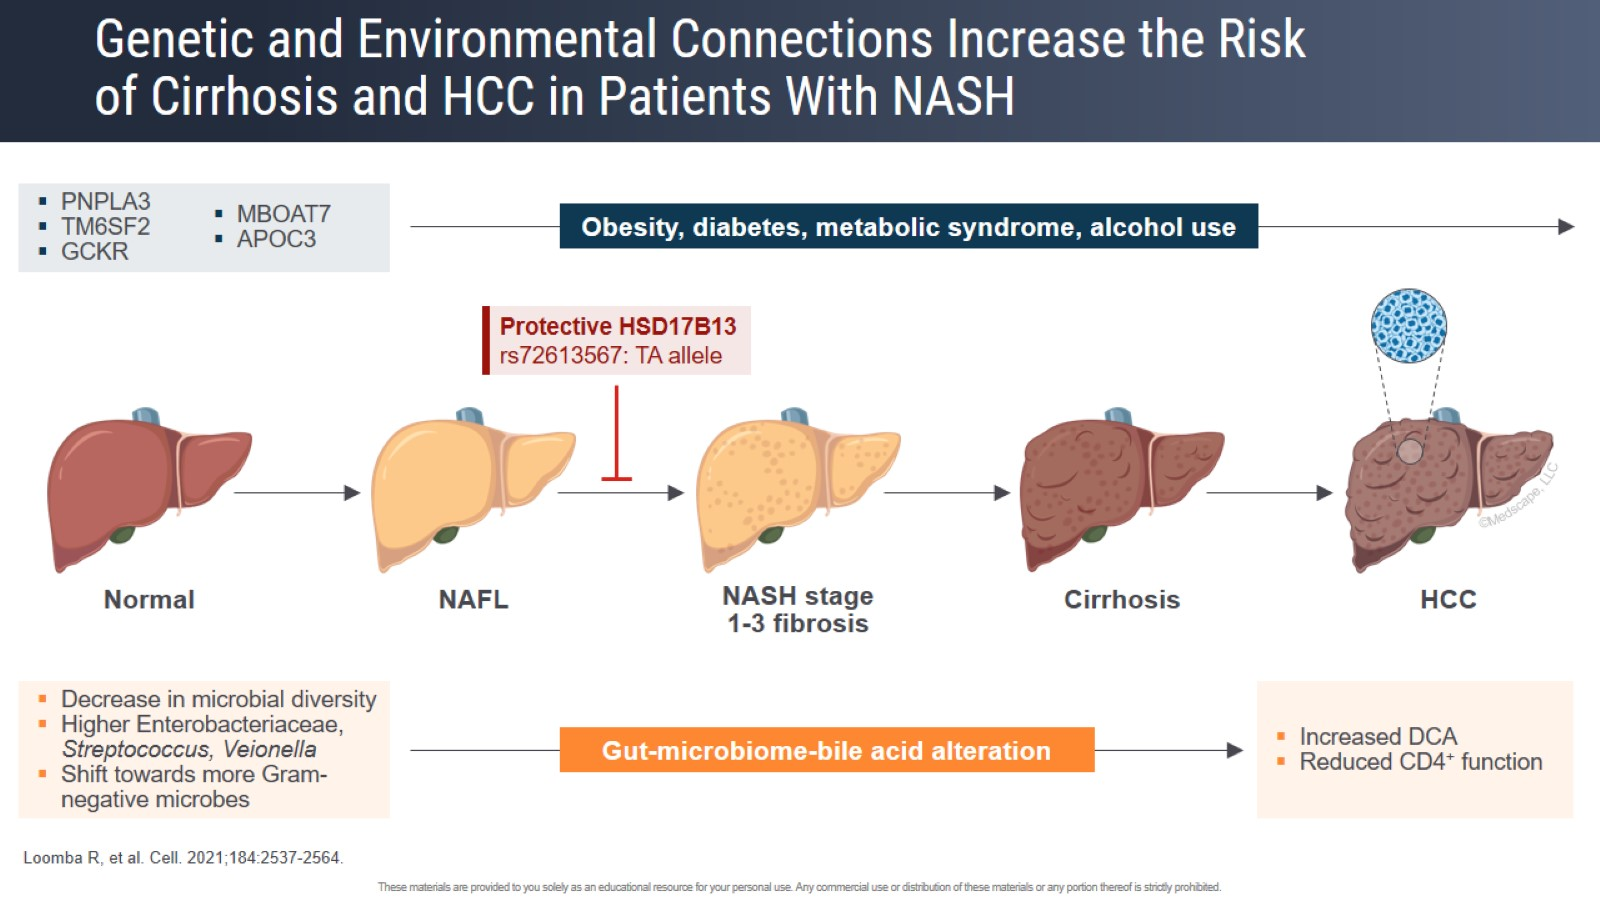 Genetic and Environmental Connections Increase the Risk
of Cirrhosis and HCC in Patients With NASH
▪ PNPLA3
▪ TM6SF2
▪ GCKR
▪ MBOAT7
▪ APOC3
Obesity, diabetes, metabolic syndrome, alcohol use
Protective HSD17B13
rs72613567: TA allele
©Medscape, LLC
Normal
NAFL
NASH stage
1-3 fibrosis
Cirrhosis
HCC
▪ Decrease in microbial diversity
▪ Higher Enterobacteriaceae,
Streptococcus, Veionella
▪ Shift towards more Gram-
negative microbes
Gut-microbiome-bile acid alteration
▪ Increased DCA
▪ Reduced CD4⁺ function
Loomba R, et al. Cell. 2021;184:2537-2564.
These materials are provided to you solely as an educational resource for your personal use. Any commercial use or distribution of these materials or any portion thereof is strictly prohibited.